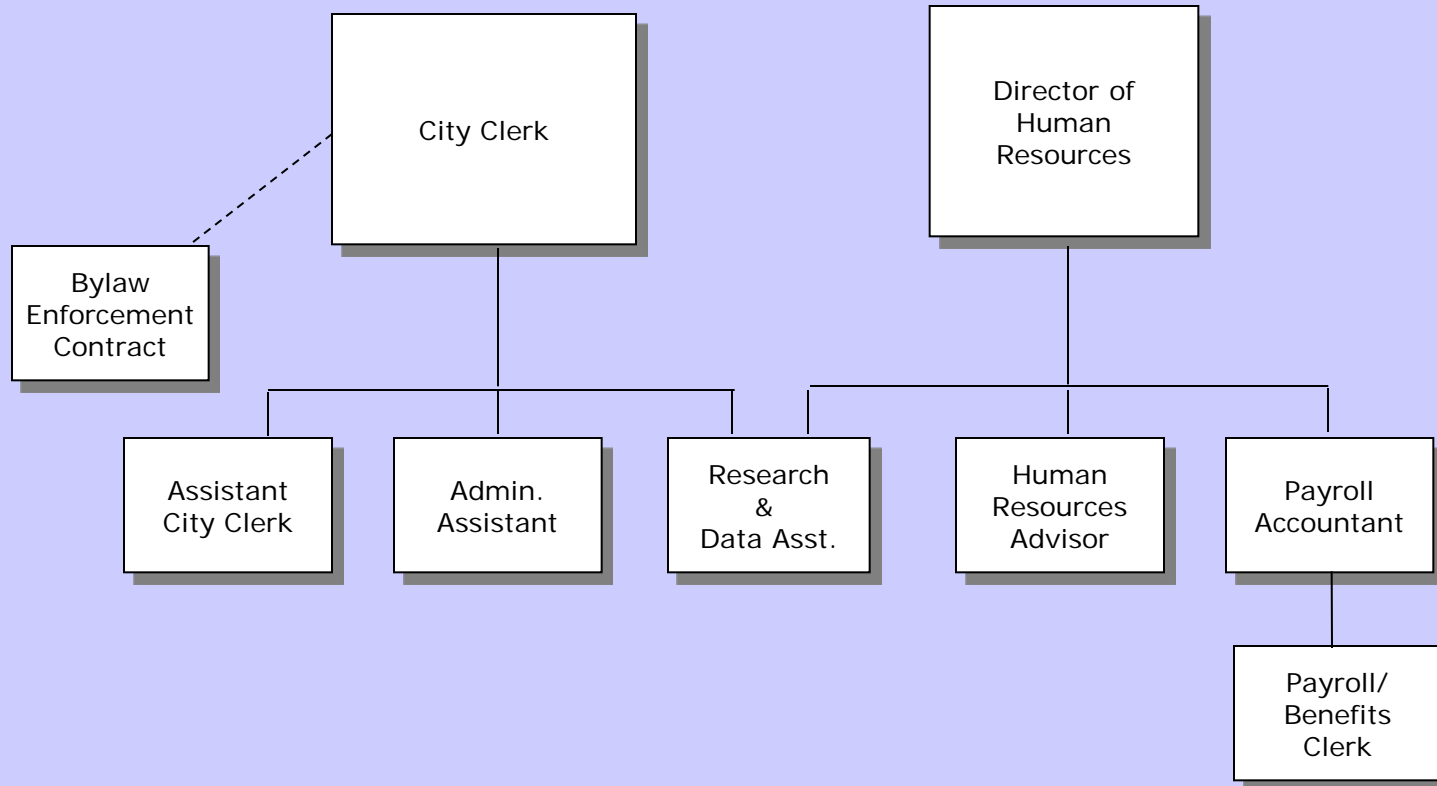 City Clerk
Director of
Human
Resources
Bylaw
Enforcement
Contract
Assistant
City Clerk
Admin.
Assistant
Research
&
Data Asst.
Human
Resources
Advisor
Payroll
Accountant
Payroll/
Benefits
Clerk